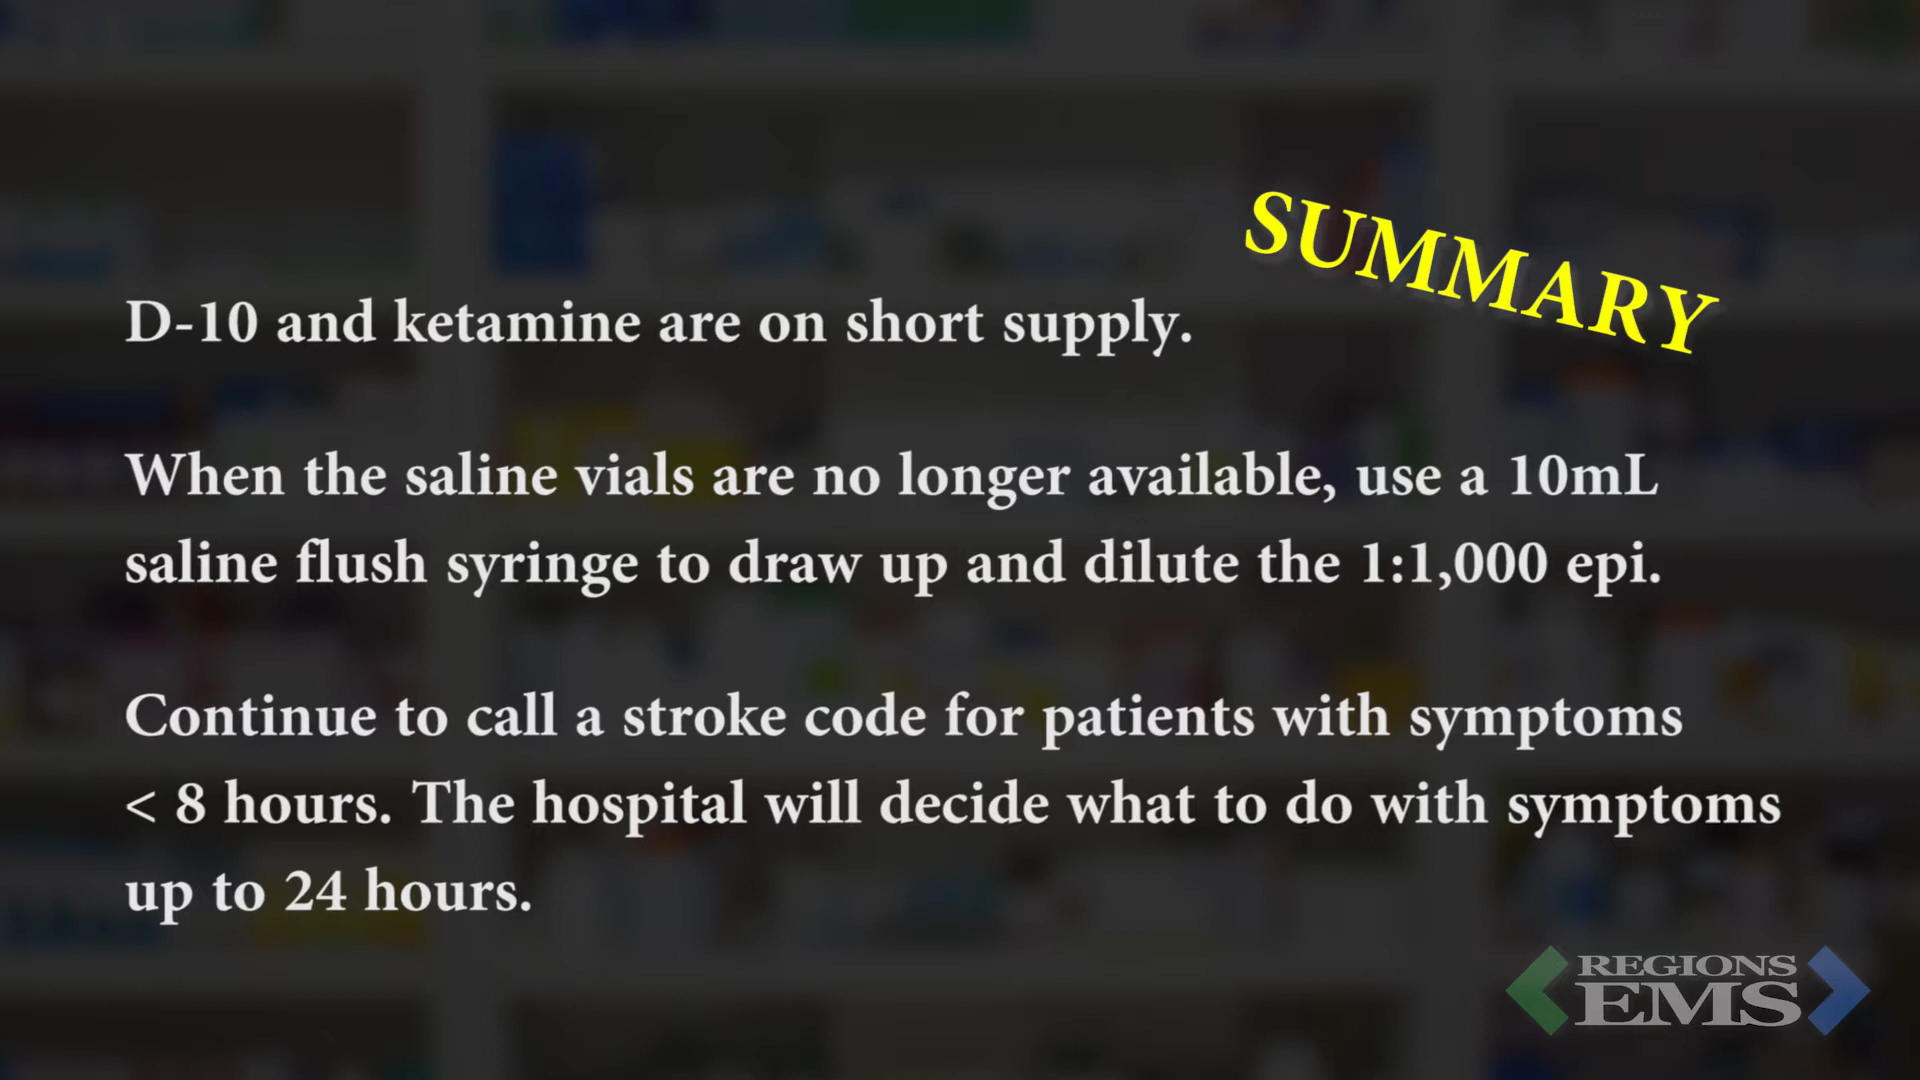 SUMMARY
D-10 and ketamine are on short supply.
When the saline vials are no longer available, use a 10mL
saline flush syringe to draw up and dilute the 1:1,000 epi.
Continue to call a stroke code for patients with symptoms
< 8 hours. The hospital will decide what to do with symptoms
up to 24 hours.
REGIONS
EMS